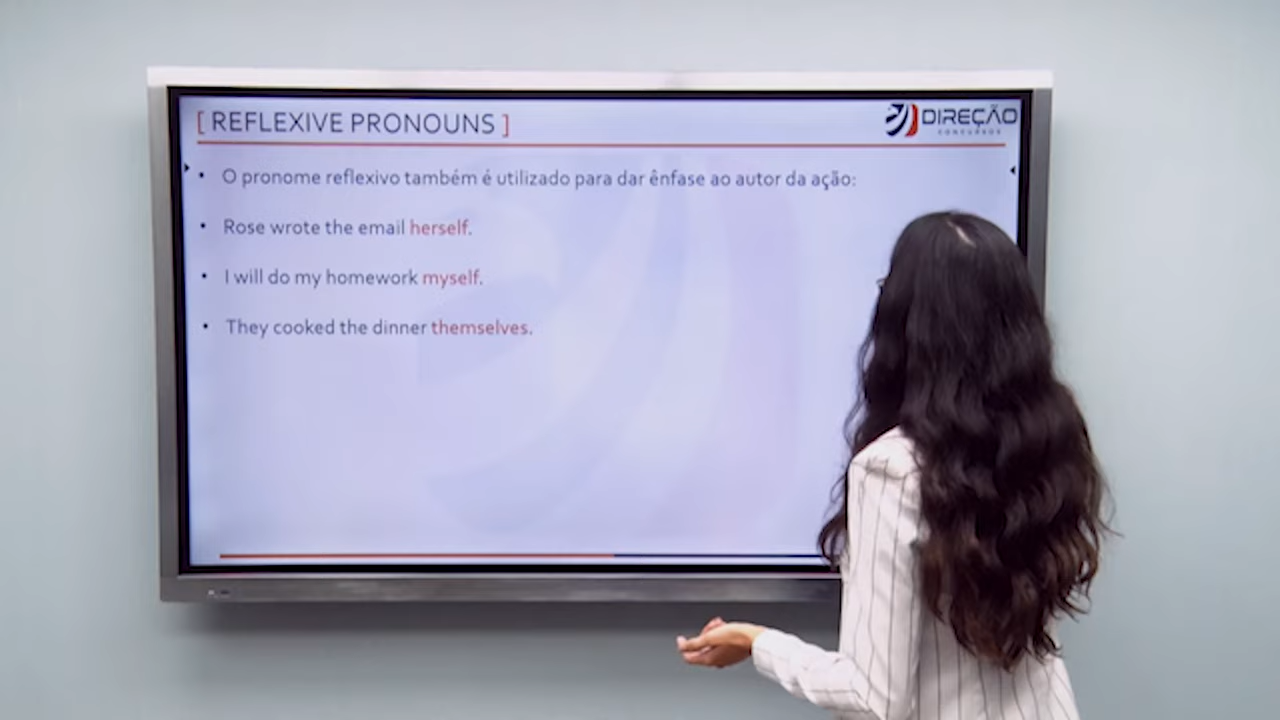 [ REFLEXIVE PRONOUNS ]
DIREÇÃO
CONCURSOS
• O pronome reflexivo também é utilizado para dar ênfase ao autor da ação:
• Rose wrote the email herself.
• I will do my homework myself.
• They cooked the dinner themselves.